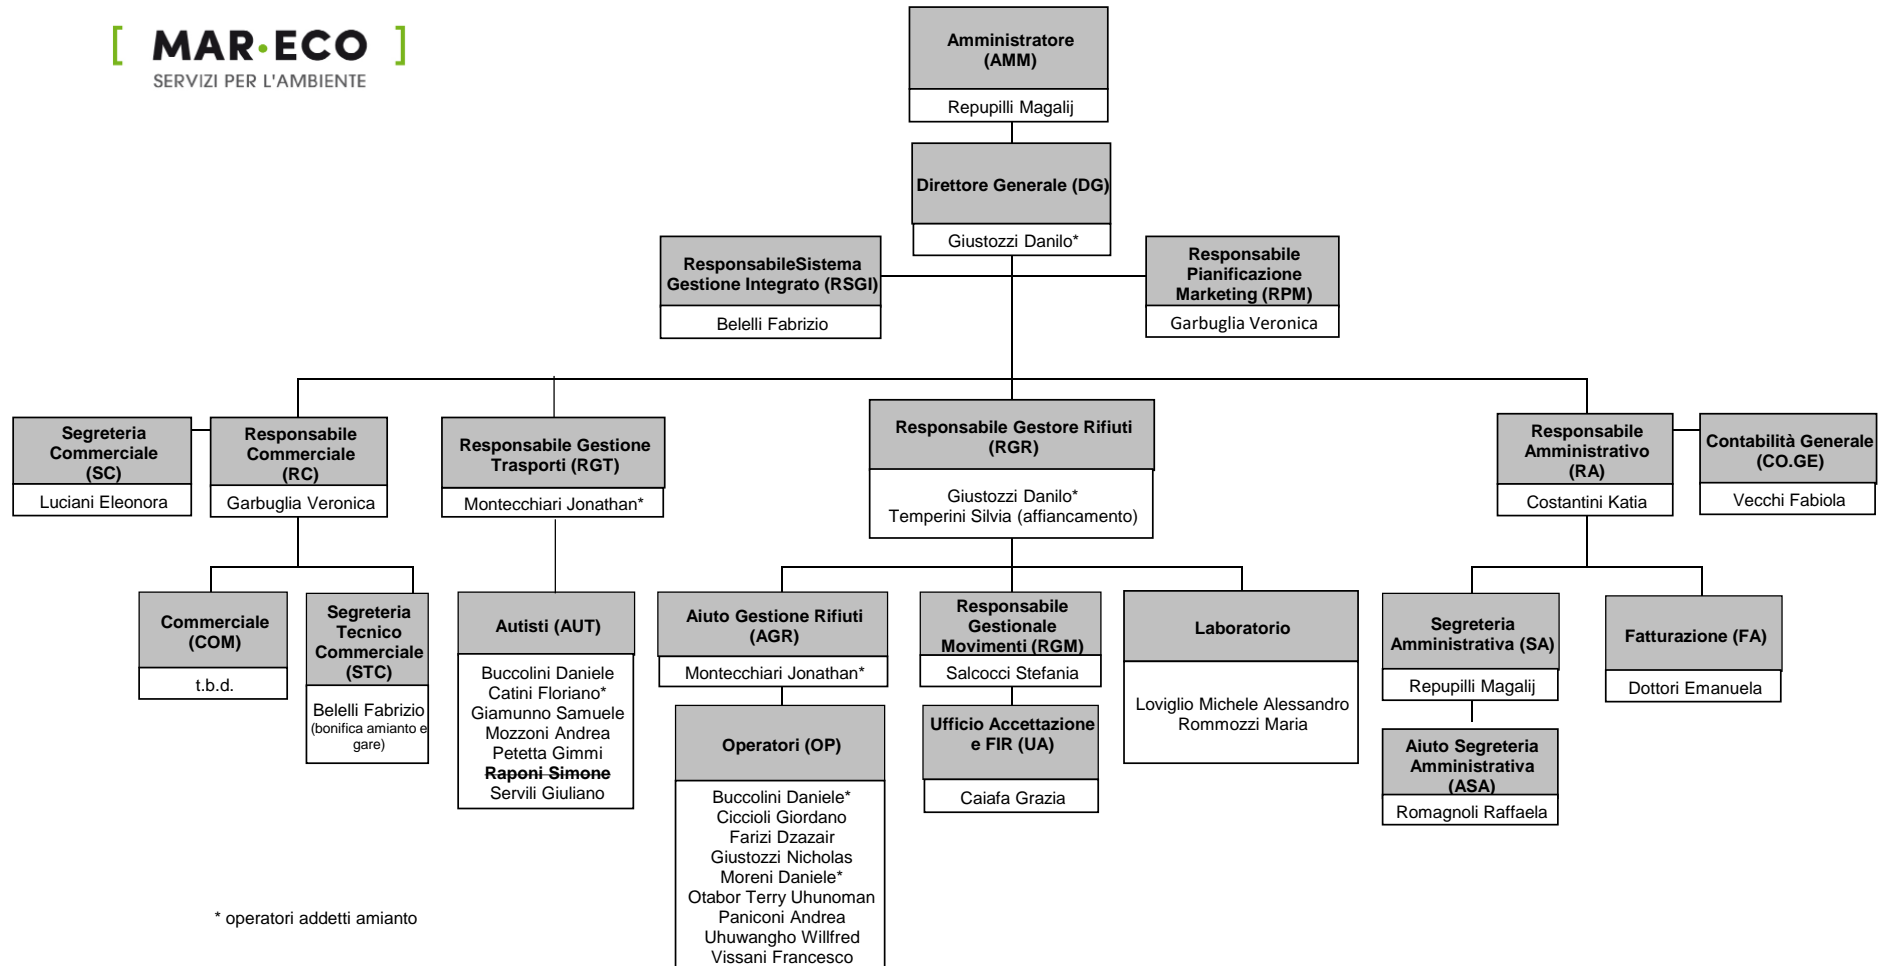 [ MAR·ECO ]
SERVIZI PER L'AMBIENTE
Amministratore
(AMM)
Repupilli Magalij
Direttore Generale (DG)
Giustozzi Danilo*
ResponsabileSistema
Gestione Integrato (RSGI)
Belelli Fabrizio
Responsabile
Pianificazione
Marketing (RPM)
Garbuglia Veronica
Segreteria
Commerciale
(SC)
Luciani Eleonora
Responsabile
Commerciale
(RC)
Garbuglia Veronica
Responsabile Gestione
Trasporti (RGT)
Montecchiari Jonathan*
Responsabile Gestore Rifiuti
(RGR)
Giustozzi Danilo*
Temperini Silvia (affiancamento)
Responsabile
Amministrativo
(RA)
Costantini Katia
Contabilità Generale
(CO.GE)
Vecchi Fabiola
Commerciale
(COM)
t.b.d.
Segreteria
Tecnico
Commerciale
(STC)
Belelli Fabrizio
(bonifica amianto e
gare)
Autisti (AUT)
Buccolini Daniele
Catini Floriano*
Giamunno Samuele
Mozzoni Andrea
Petetta Gimmi
Raponi Simone
Servili Giuliano
Aiuto Gestione Rifiuti
(AGR)
Montecchiari Jonathan*
Operatori (OP)
Buccolini Daniele*
Ciccioli Giordano
Farizi Dzazair
Giustozzi Nicholas
Moreni Daniele*
Otabor Terry Uhunoman
Paniconi Andrea
Uhuwangho Willfred
Vissani Francesco
Responsabile
Gestionale
Movimenti (RGM)
Salcocci Stefania
Ufficio Accettazione
e FIR (UA)
Caiafa Grazia
Laboratorio
Loviglio Michele Alessandro
Rommozzi Maria
Segreteria
Amministrativa (SA)
Repupilli Magalij
Aiuto Segreteria
Amministrativa
(ASA)
Romagnoli Raffaela
Fatturazione (FA)
Dottori Emanuela
* operatori addetti amianto